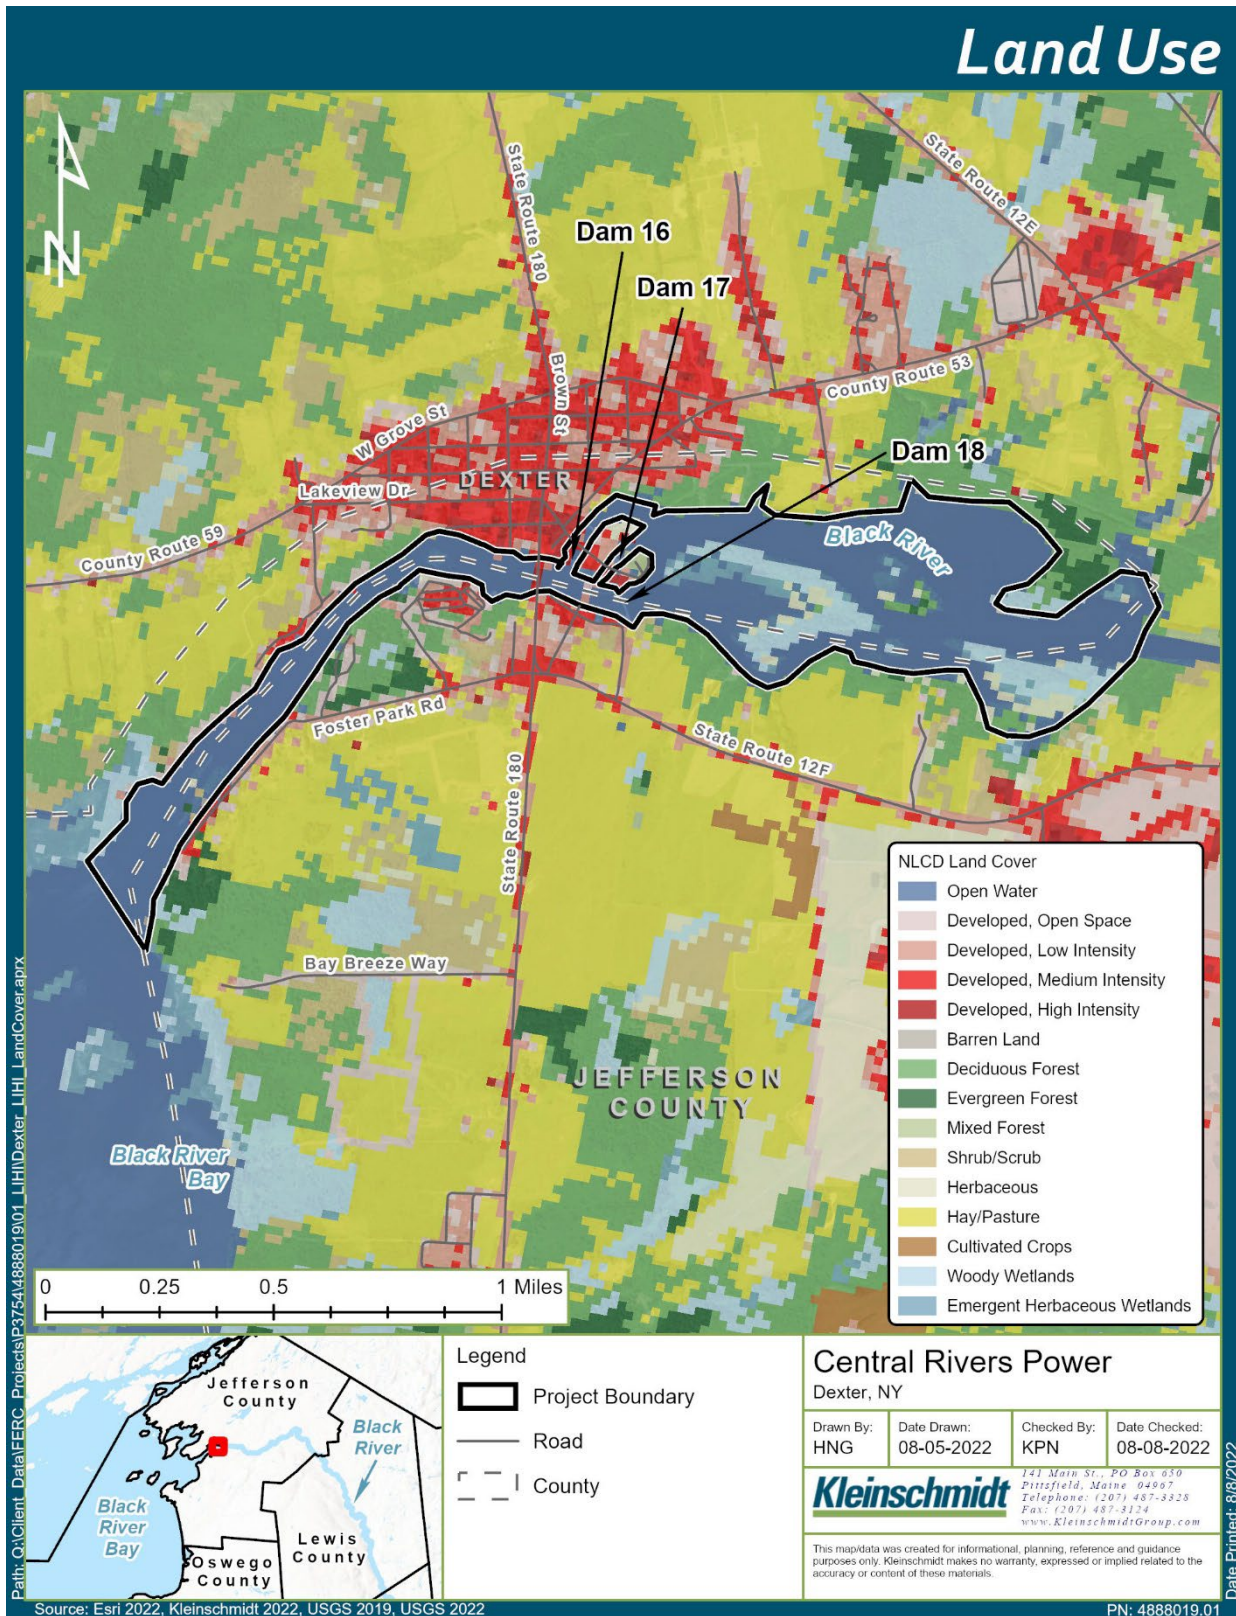 Land Use
N
State Route 180
State Route 12E
Dam 16
Dam 17
Brown St
County Route 53
W Grove St
Dam 18
DEXTER
Lakeview Dr
County Route 59
Black River
Foster Park Rd
State Route 12F
State Route 180
Bay Breeze Way
JEFFERSON
COUNTY
Black River
Bay
NLCD Land Cover
Open Water
Developed, Open Space
Developed, Low Intensity
Developed, Medium Intensity
Developed, High Intensity
Barren Land
Deciduous Forest
Evergreen Forest
Mixed Forest
Shrub/Scrub
Herbaceous
Hay/Pasture
Cultivated Crops
Woody Wetlands
Emergent Herbaceous Wetlands
0 0.25 0.5 1 Miles
Path: Q:\Client_Data\FERC_Projects\P3754\4888019\01_LIHI\Dexter_LIHI_LandCover.aprx
Jefferson
County
Black
River
Black
River
Bay
Lewis
County
Oswego
County
Legend
Project Boundary
Road
County
Central Rivers Power
Dexter, NY
Drawn By:
HNG
Date Drawn:
08-05-2022
Checked By:
KPN
Date Checked:
08-08-2022
Kleinschmidt
141 Main St., PO Box 650
Pittsfield, Maine 04967
Telephone: (207) 487-3328
Fax: (207) 487-3124
www.KleinschmidtGroup.com
This map/data was created for informational, planning, reference and guidance
purposes only. Kleinschmidt makes no warranty, expressed or implied related to the
accuracy or content of these materials.
Date Printed: 8/8/2022
Source: Esri 2022, Kleinschmidt 2022, USGS 2019, USGS 2022
PN: 4888019.01